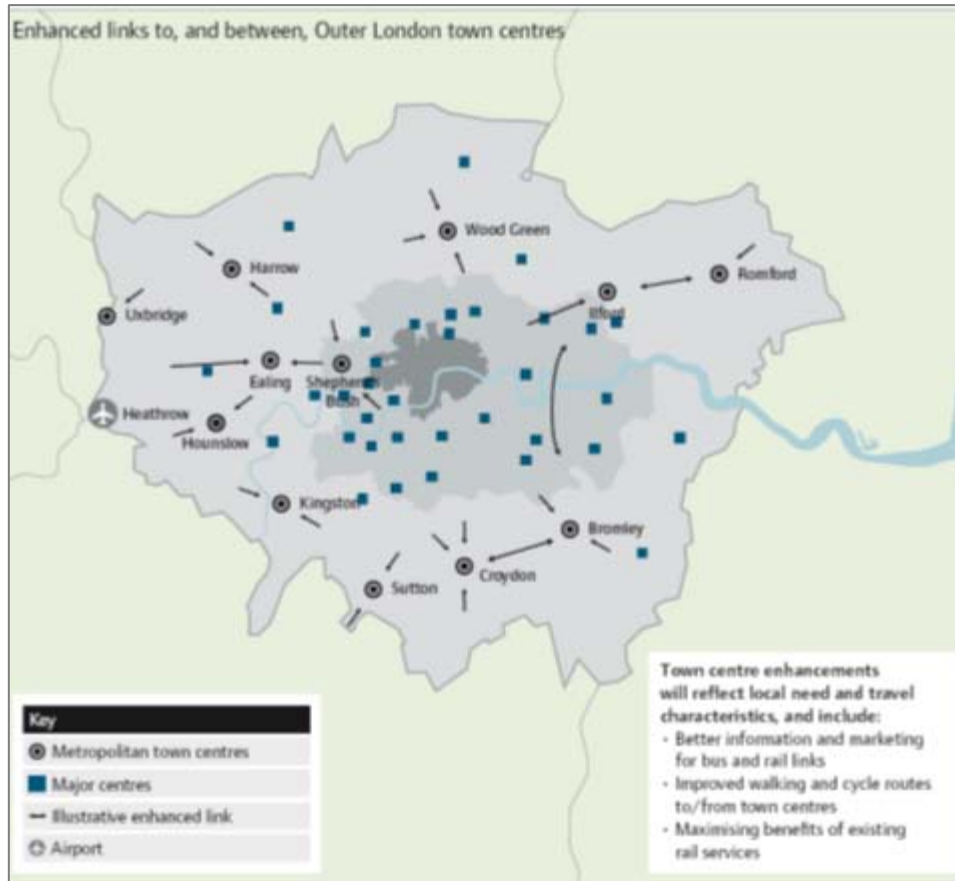 Enhanced links to, and between, Outer London town centres
Wood Green
Harrow
Romford
Ilford
Uxbridge
Ealing
Shepherds
Bush
Heathrow
Hounslow
Kingston
Bromley
Sutton
Croydon
Key
Metropolitan town centres
Major centres
Illustrative enhanced link
Airport
Town centre enhancements
will reflect local need and travel
characteristics, and include:
• Better information and marketing
for bus and rail links
• Improved walking and cycle routes
to/from town centres
• Maximising benefits of existing
rail services